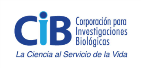 CIB Corporación para
Investigaciones
Biológicas
La Ciencia al Servicio de la Vida